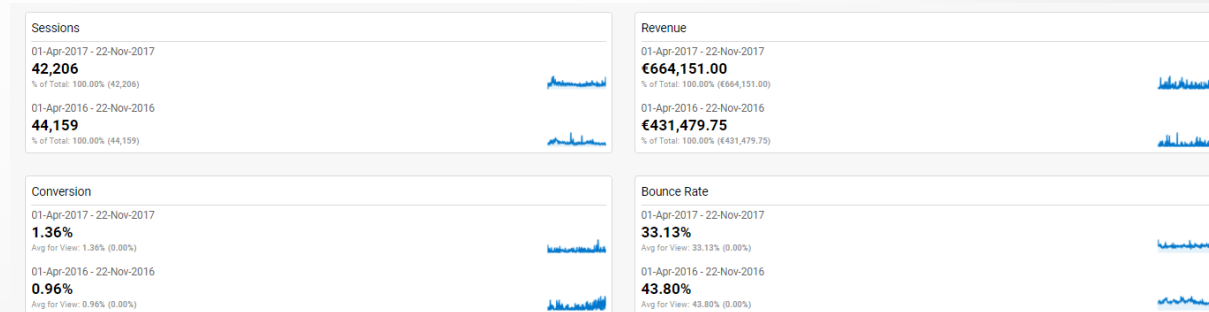 Sessions
01-Apr-2017 - 22-Nov-2017
42,206
% of Total: 100.00% (42,206)
01-Apr-2016 - 22-Nov-2016
44,159
% of Total: 100.00% (44,159)
Revenue
01-Apr-2017 - 22-Nov-2017
€664,151.00
% of Total: 100.00% (€664,151.00)
01-Apr-2016 - 22-Nov-2016
€431,479.75
% of Total: 100.00% (€431,479.75)
Conversion
01-Apr-2017 - 22-Nov-2017
1.36%
Avg for View: 1.36% (0.00%)
01-Apr-2016 - 22-Nov-2016
0.96%
Avg for View: 0.96% (0.00%)
Bounce Rate
01-Apr-2017 - 22-Nov-2017
33.13%
Avg for View: 33.13% (0.00%)
01-Apr-2016 - 22-Nov-2016
43.80%
Avg for View: 43.80% (0.00%)